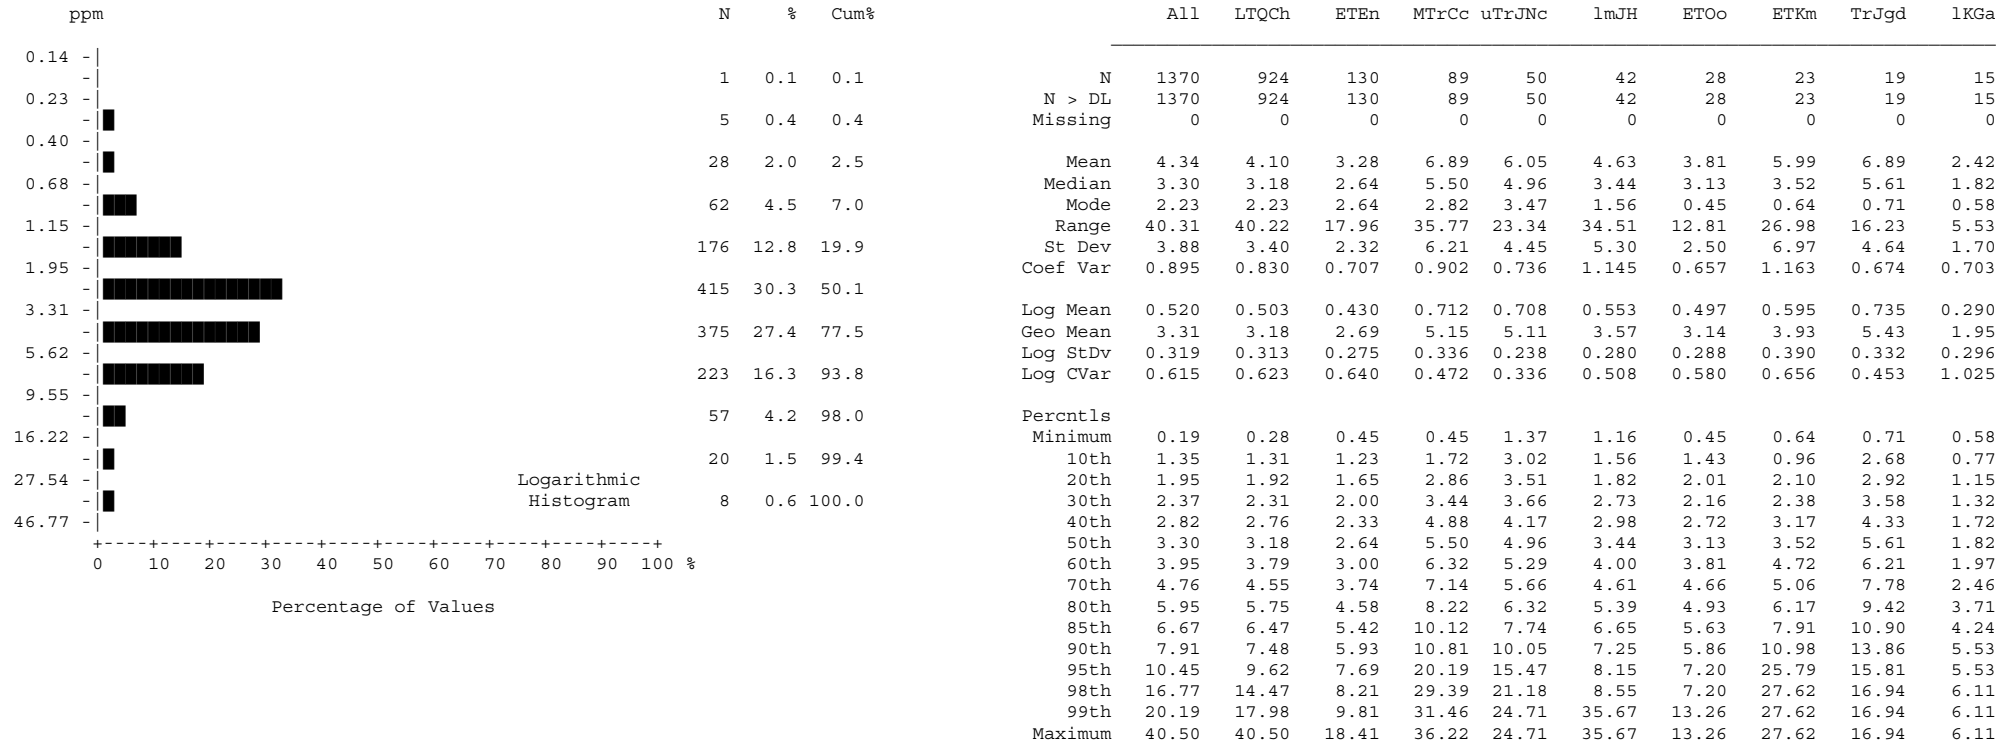 ppm N % Cum%
0.14 -|
-| 1 0.1 0.1
0.23 -|
-| 5 0.4 0.4
0.40 -|
-| 28 2.0 2.5
0.68 -|
-| 62 4.5 7.0
1.15 -|
-| 176 12.8 19.9
1.95 -|
-| 415 30.3 50.1
3.31 -|
-| 375 27.4 77.5
5.62 -|
-| 223 16.3 93.8
9.55 -|
-| 57 4.2 98.0
16.22 -|
-| 20 1.5 99.4
27.54 -| Logarithmic
-| Histogram 8 0.6 100.0
46.77 -|
+----+----+----+----+----+----+----+----+----+----+
0 10 20 30 40 50 60 70 80 90 100 %
Percentage of Values
All LTQCh ETEn MTrCc uTrJNc lmJH ETOo ETKm TrJgd lKGa
N 1370 924 130 89 50 42 28 23 19 15
N > DL 1370 924 130 89 50 42 28 23 19 15
Missing 0 0 0 0 0 0 0 0 0 0
Mean 4.34 4.10 3.28 6.89 6.05 4.63 3.81 5.99 6.89 2.42
Median 3.30 3.18 2.64 5.50 4.96 3.44 3.13 3.52 5.61 1.82
Mode 2.23 2.23 2.64 2.82 3.47 1.56 0.45 0.64 0.71 0.58
Range 40.31 40.22 17.96 35.77 23.34 34.51 12.81 26.98 16.23 5.53
St Dev 3.88 3.40 2.32 6.21 4.45 5.30 2.50 6.97 4.64 1.70
Coef Var 0.895 0.830 0.707 0.902 0.736 1.145 0.657 1.163 0.674 0.703
Log Mean 0.520 0.503 0.430 0.712 0.708 0.553 0.497 0.595 0.735 0.290
Geo Mean 3.31 3.18 2.69 5.15 5.11 3.57 3.14 3.93 5.43 1.95
Log StDv 0.319 0.313 0.275 0.336 0.238 0.280 0.288 0.390 0.332 0.296
Log CVar 0.615 0.623 0.640 0.472 0.336 0.508 0.580 0.656 0.453 1.025
Percntls
Minimum 0.19 0.28 0.45 0.45 1.37 1.16 0.45 0.64 0.71 0.58
10th 1.35 1.31 1.23 1.72 3.02 1.56 1.43 0.96 2.68 0.77
20th 1.95 1.92 1.65 2.86 3.51 1.82 2.01 2.10 2.92 1.15
30th 2.37 2.31 2.00 3.44 3.66 2.73 2.16 2.38 3.58 1.32
40th 2.82 2.76 2.33 4.88 4.17 2.98 2.72 3.17 4.33 1.72
50th 3.30 3.18 2.64 5.50 4.96 3.44 3.13 3.52 5.61 1.82
60th 3.95 3.79 3.00 6.32 5.29 4.00 3.81 4.72 6.21 1.97
70th 4.76 4.55 3.74 7.14 5.66 4.61 4.66 5.06 7.78 2.46
80th 5.95 5.75 4.58 8.22 6.32 5.39 4.93 6.17 9.42 3.71
85th 6.67 6.47 5.42 10.12 7.74 6.65 5.63 7.91 10.90 4.24
90th 7.91 7.48 5.93 10.81 10.05 7.25 5.86 10.98 13.86 5.53
95th 10.45 9.62 7.69 20.19 15.47 8.15 7.20 25.79 15.81 5.53
98th 16.77 14.47 8.21 29.39 21.18 8.55 7.20 27.62 16.94 6.11
99th 20.19 17.98 9.81 31.46 24.71 35.67 13.26 27.62 16.94 6.11
Maximum 40.50 40.50 18.41 36.22 24.71 35.67 13.26 27.62 16.94 6.11